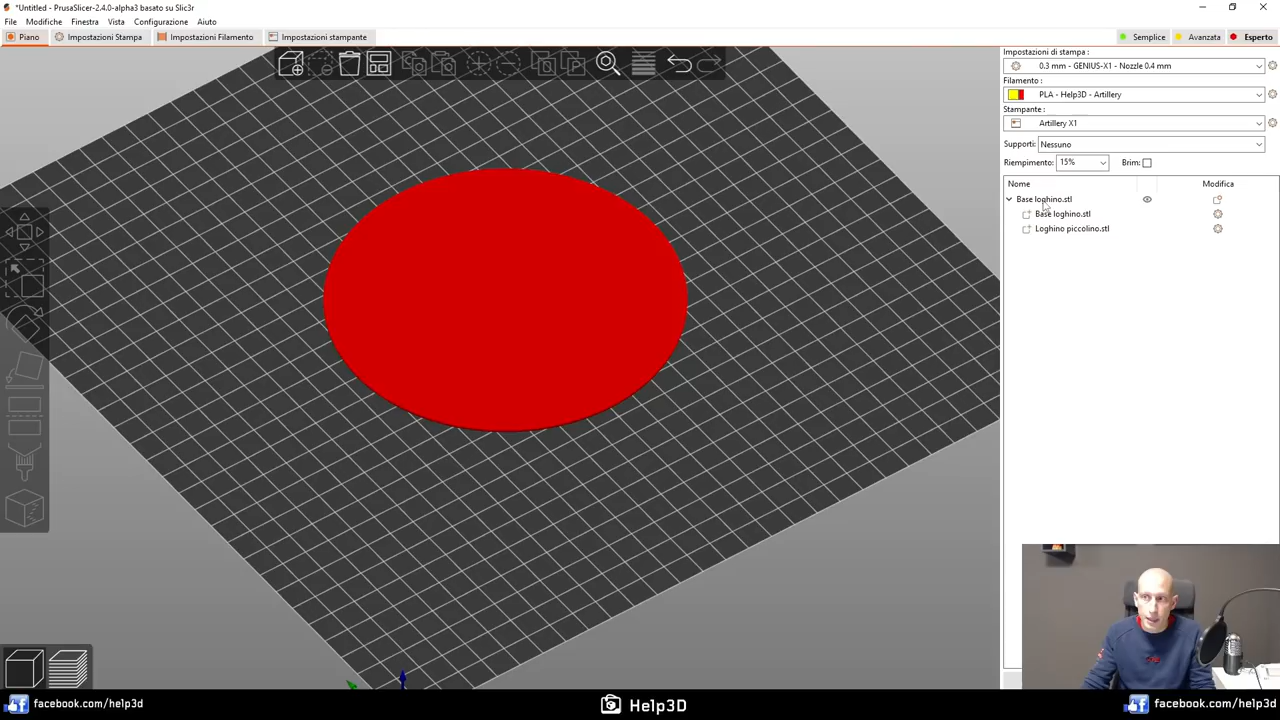 *Untitled - PrusaSlicer-2.4.0-alpha3 basato su Slic3r
File Modifiche Finestra Vista Configurazione Aiuto
Piano Impostazioni Stampa Impostazioni Filamento Impostazioni stampante Semplice Avanzata Esperto
Impostazioni di stampa:
0.3 mm - GENIUS-X1 - Nozzle 0.4 mm
Filamento:
PLA - Help3D - Artillery
Stampante:
Artillery X1
Supporti: Nessuno
Riempimento: 15% Brim:
Nome Modifica
Base loghino.stl
Base loghino.stl
Loghino piccolino.stl
facebook.com/help3d Help3D facebook.com/help3d